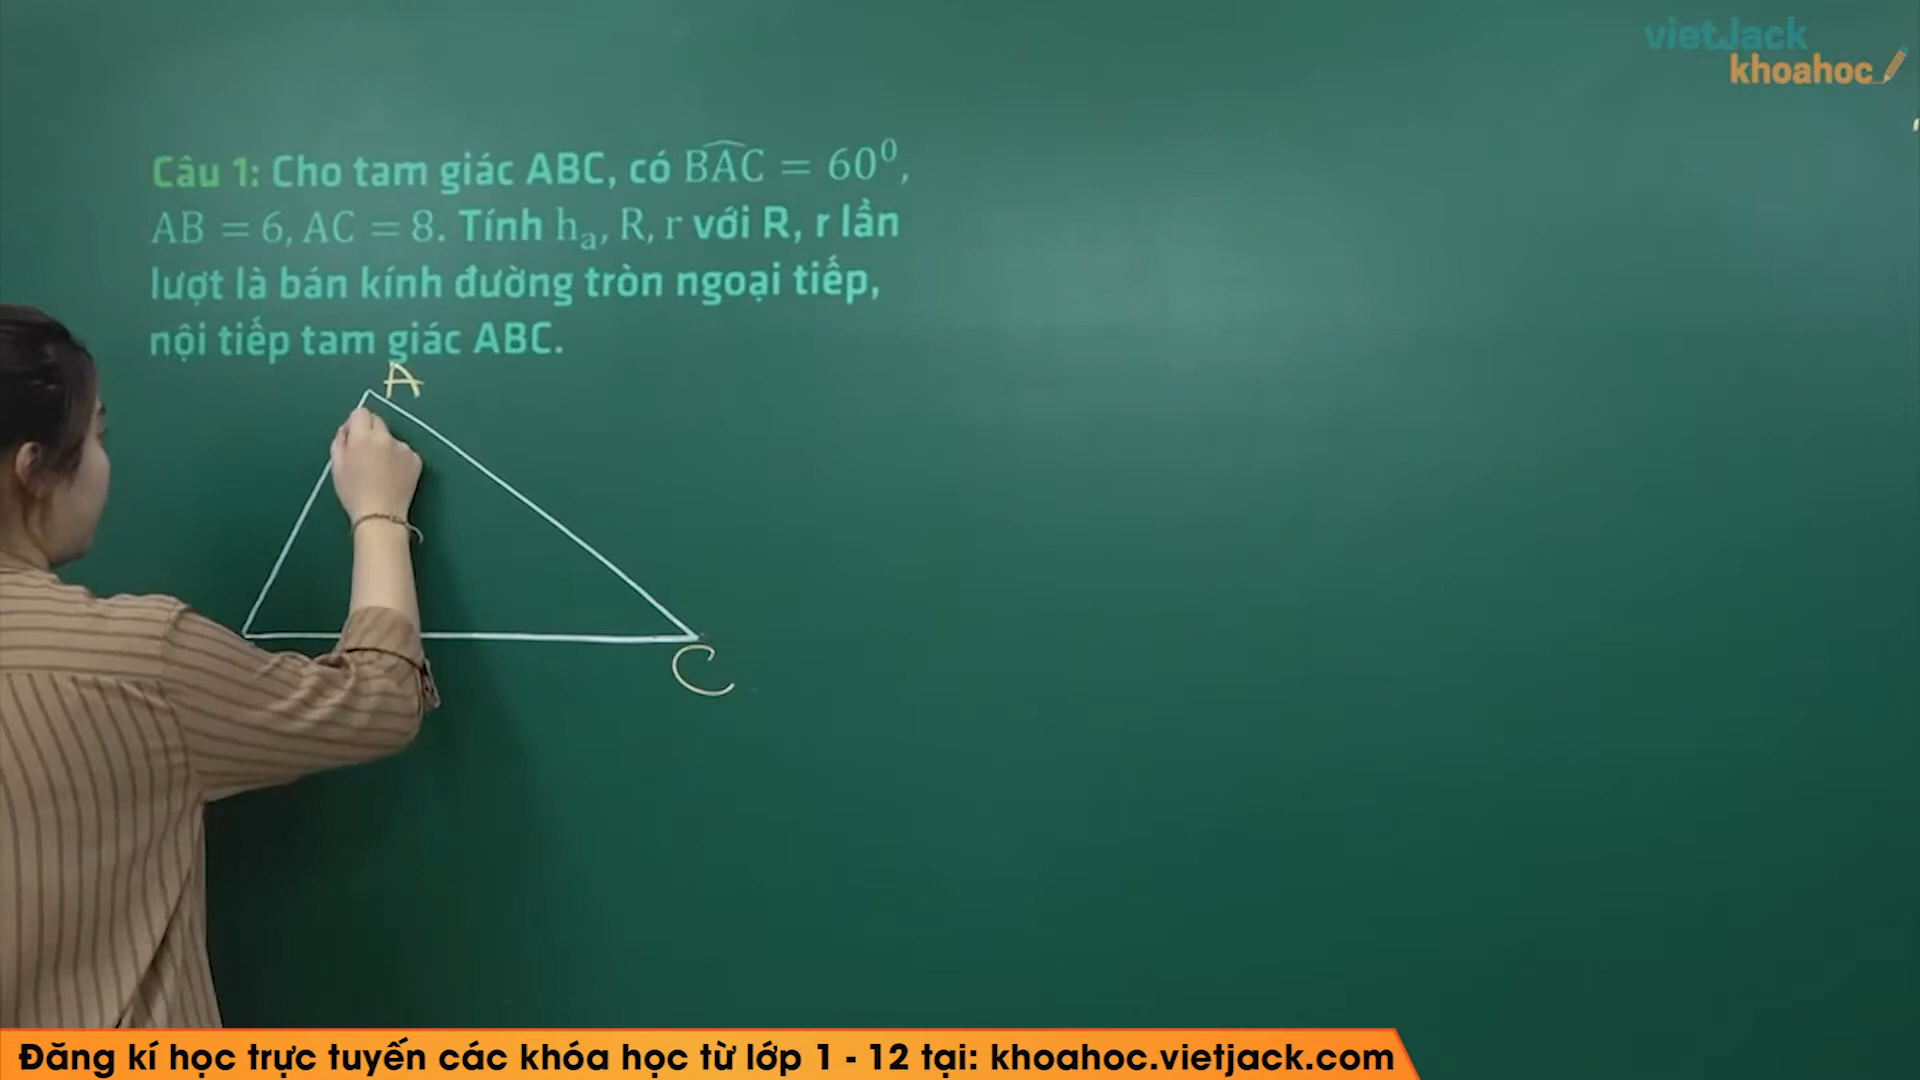 vietJack
khoahoc
Câu 1: Cho tam giác ABC, có BAC = 60⁰,
AB = 6, AC = 8. Tính hₐ, R, r với R, r lần
lượt là bán kính đường tròn ngoại tiếp,
nội tiếp tam giác ABC.
A
C
Đăng kí học trực tuyến các khóa học từ lớp 1 - 12 tại: khoahoc.vietjack.com